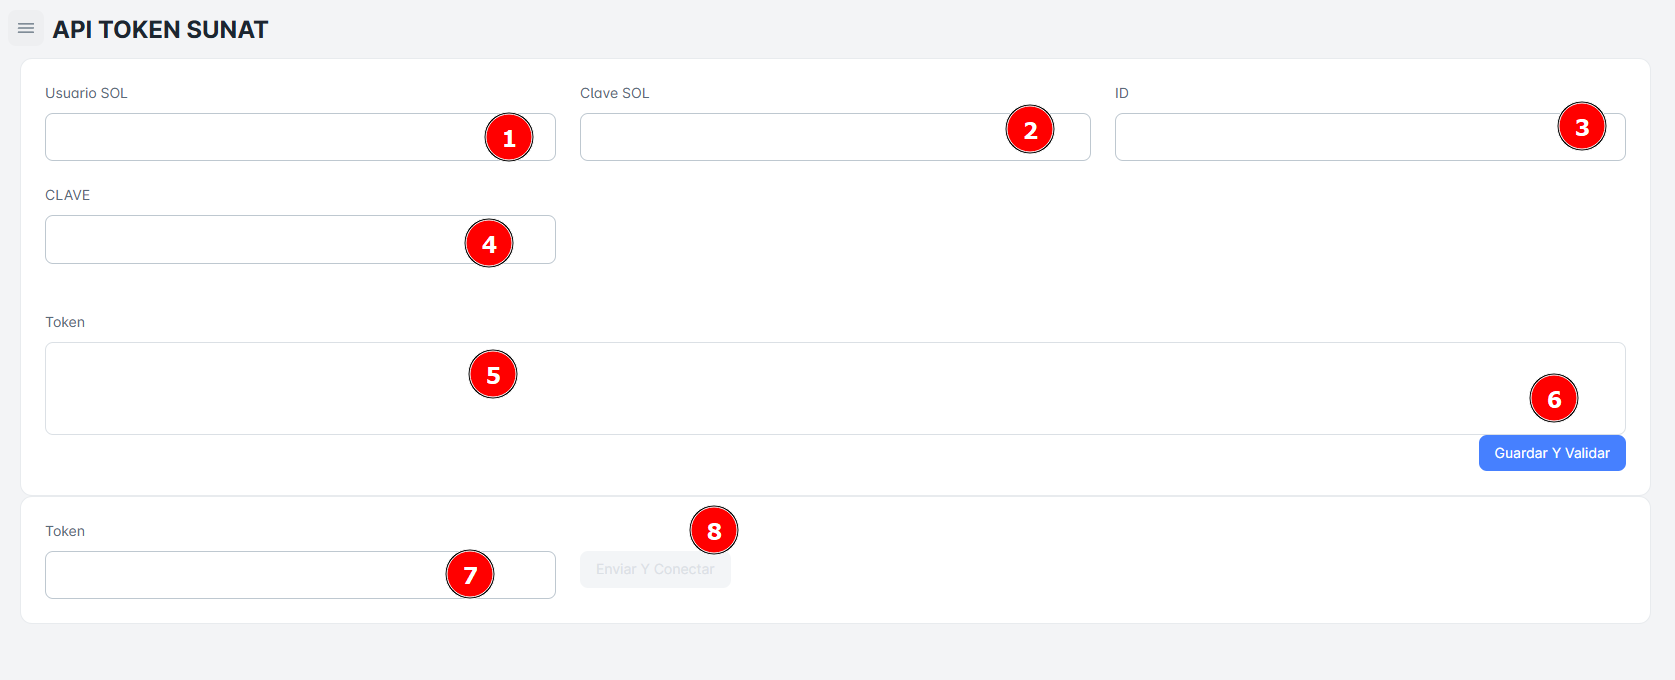 API TOKEN SUNAT
Usuario SOL
Clave SOL
ID
1
2
3
CLAVE
4
Token
5
6
Guardar Y Validar
Token
8
7
Enviar Y Conectar